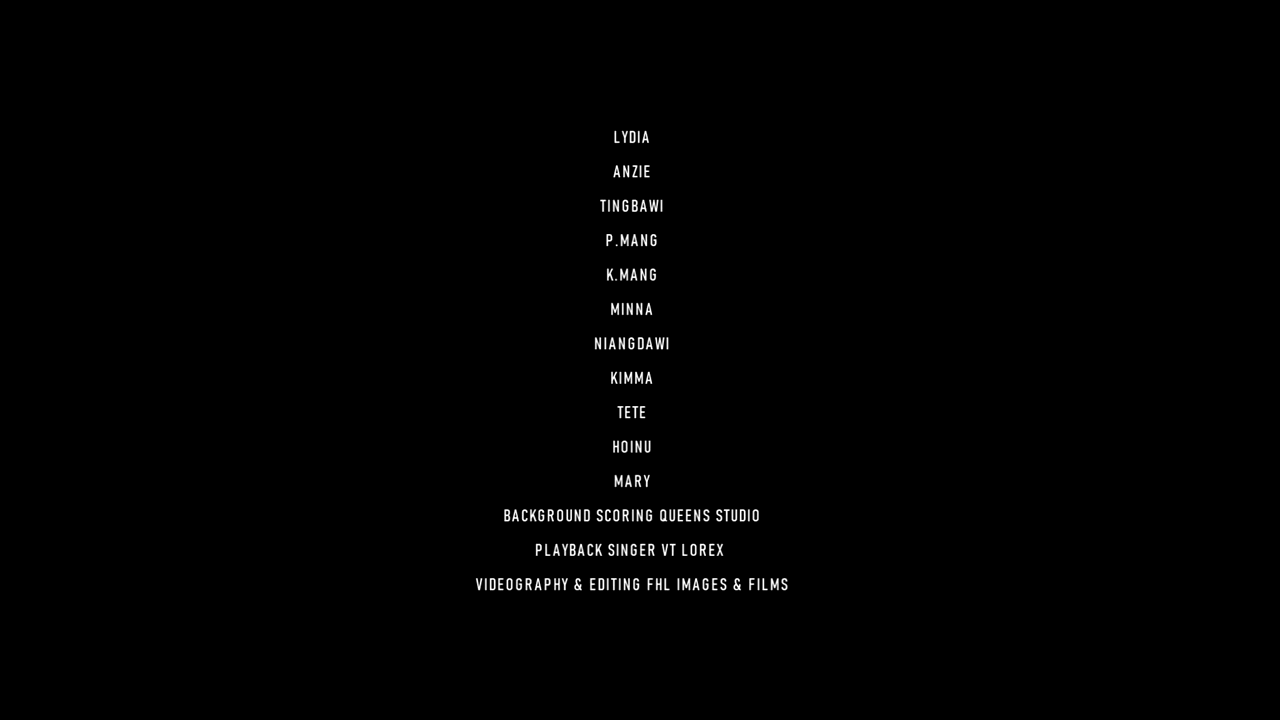 LYDIA
ANZIE
TINGBAWI
P.MANG
K.MANG
MINNA
NIANGDAWI
KIMMA
TETE
HOINU
MARY
BACKGROUND SCORING QUEENS STUDIO
PLAYBACK SINGER VT LOREX
VIDEOGRAPHY & EDITING FHL IMAGES & FILMS